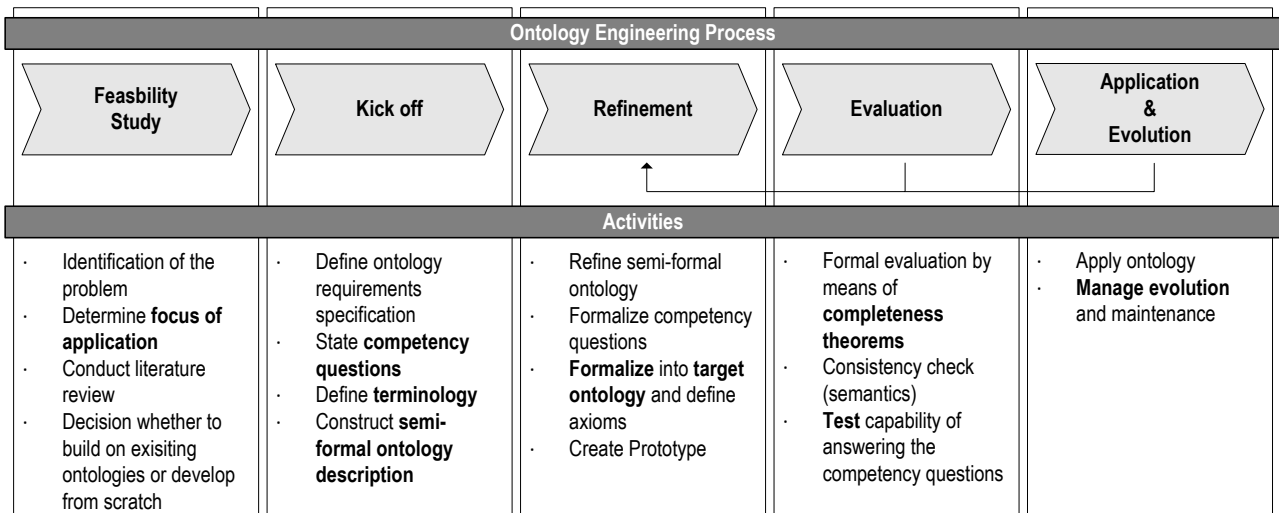 Ontology Engineering Process
Feasbility
Study
Kick off
Refinement
Evaluation
Application
&
Evolution
Activities
· Identification of the
problem
· Determine focus of
application
· Conduct literature
review
· Decision whether to
build on exisiting
ontologies or develop
from scratch
· Define ontology
requirements
specification
· State competency
questions
· Define terminology
· Construct semi-
formal ontology
description
· Refine semi-formal
ontology
· Formalize competency
questions
· Formalize into target
ontology and define
axioms
· Create Prototype
· Formal evaluation by
means of
completeness
theorems
· Consistency check
(semantics)
· Test capability of
answering the
competency questions
· Apply ontology
· Manage evolution
and maintenance